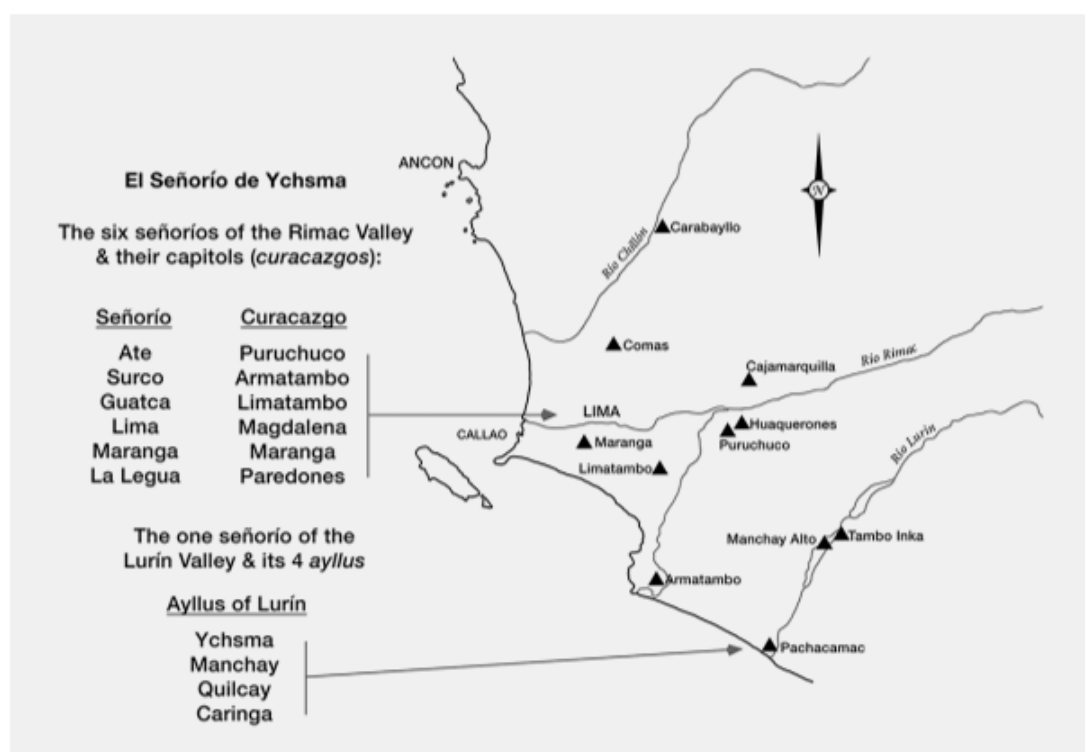 El Señorío de Ychsma
The six señoríos of the Rimac Valley
& their capitols (curacazgos):
Señorío Curacazgo
Ate Puruchuco
Surco Armatambo
Guatca Limatambo
Lima Magdalena
Maranga Maranga
La Legua Paredones
The one señorío of the
Lurín Valley & its 4 ayllus
Ayllus of Lurín
Ychsma
Manchay
Quilcay
Caringa
ANCON
N
Río Chillón
Carabayllo
Comas
Cajamarquilla
Río Rimac
LIMA
CALLAO
Maranga
Huaquerones
Puruchuco
Limatambo
Río Lurín
Manchay Alto
Tambo Inka
Armatambo
Pachacamac